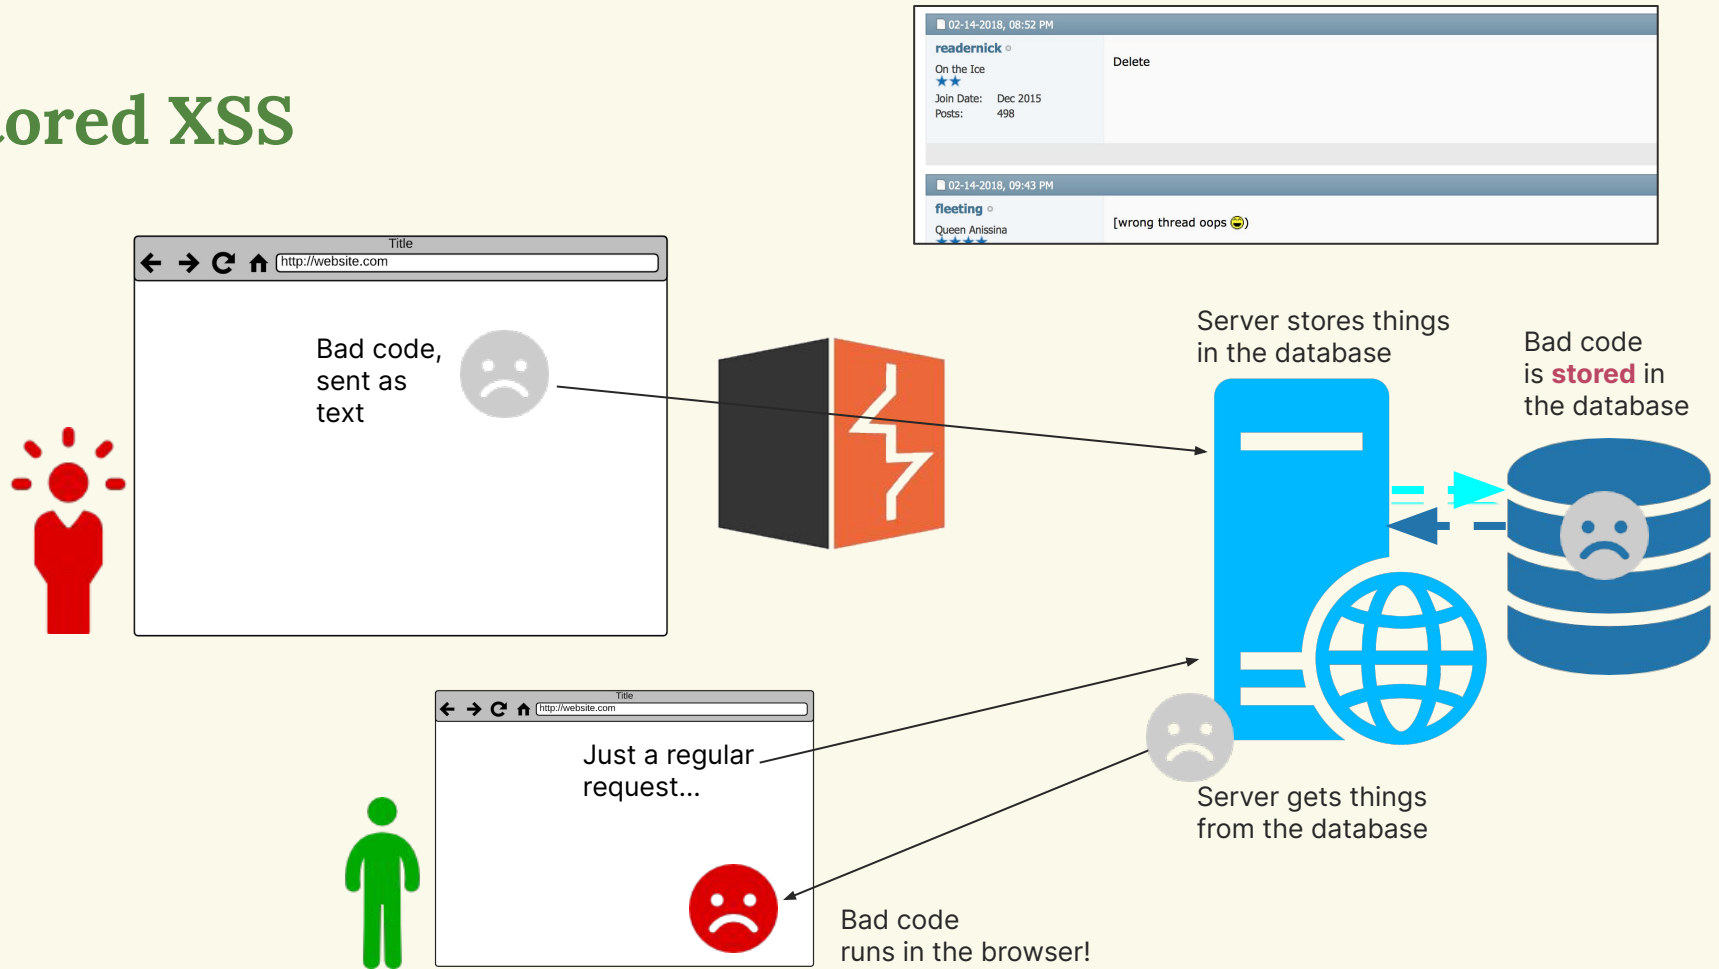 ored XSS
02-14-2018, 08:52 PM
readernick
On the Ice
Join Date: Dec 2015
Posts: 498
Delete
02-14-2018, 09:43 PM
fleeting
Queen Anissina
[wrong thread oops 😄)
Title
http://website.com
Bad code,
sent as
text
Server stores things
in the database
Bad code
is stored in
the database
Title
http://website.com
Just a regular
request...
Server gets things
from the database
Bad code
runs in the browser!